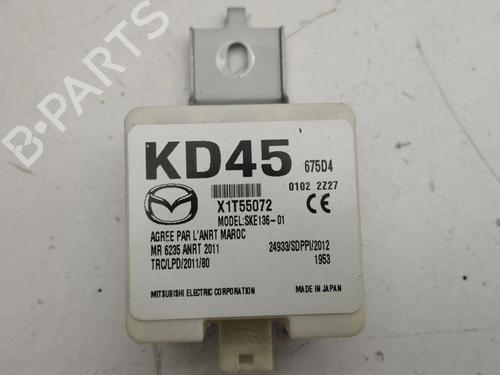 B-PARTS
KD45 675D4
0102 2Z27
X1T55072
MODEL:SKE136-01 CE
AGREE PAR L'ANRT MAROC
MR 6235 ANRT 2011 24933/SDPPI/2012
TRC/LPD/2011/80 1953
MITSUBISHI ELECTRIC CORPORATION MADE IN JAPAN